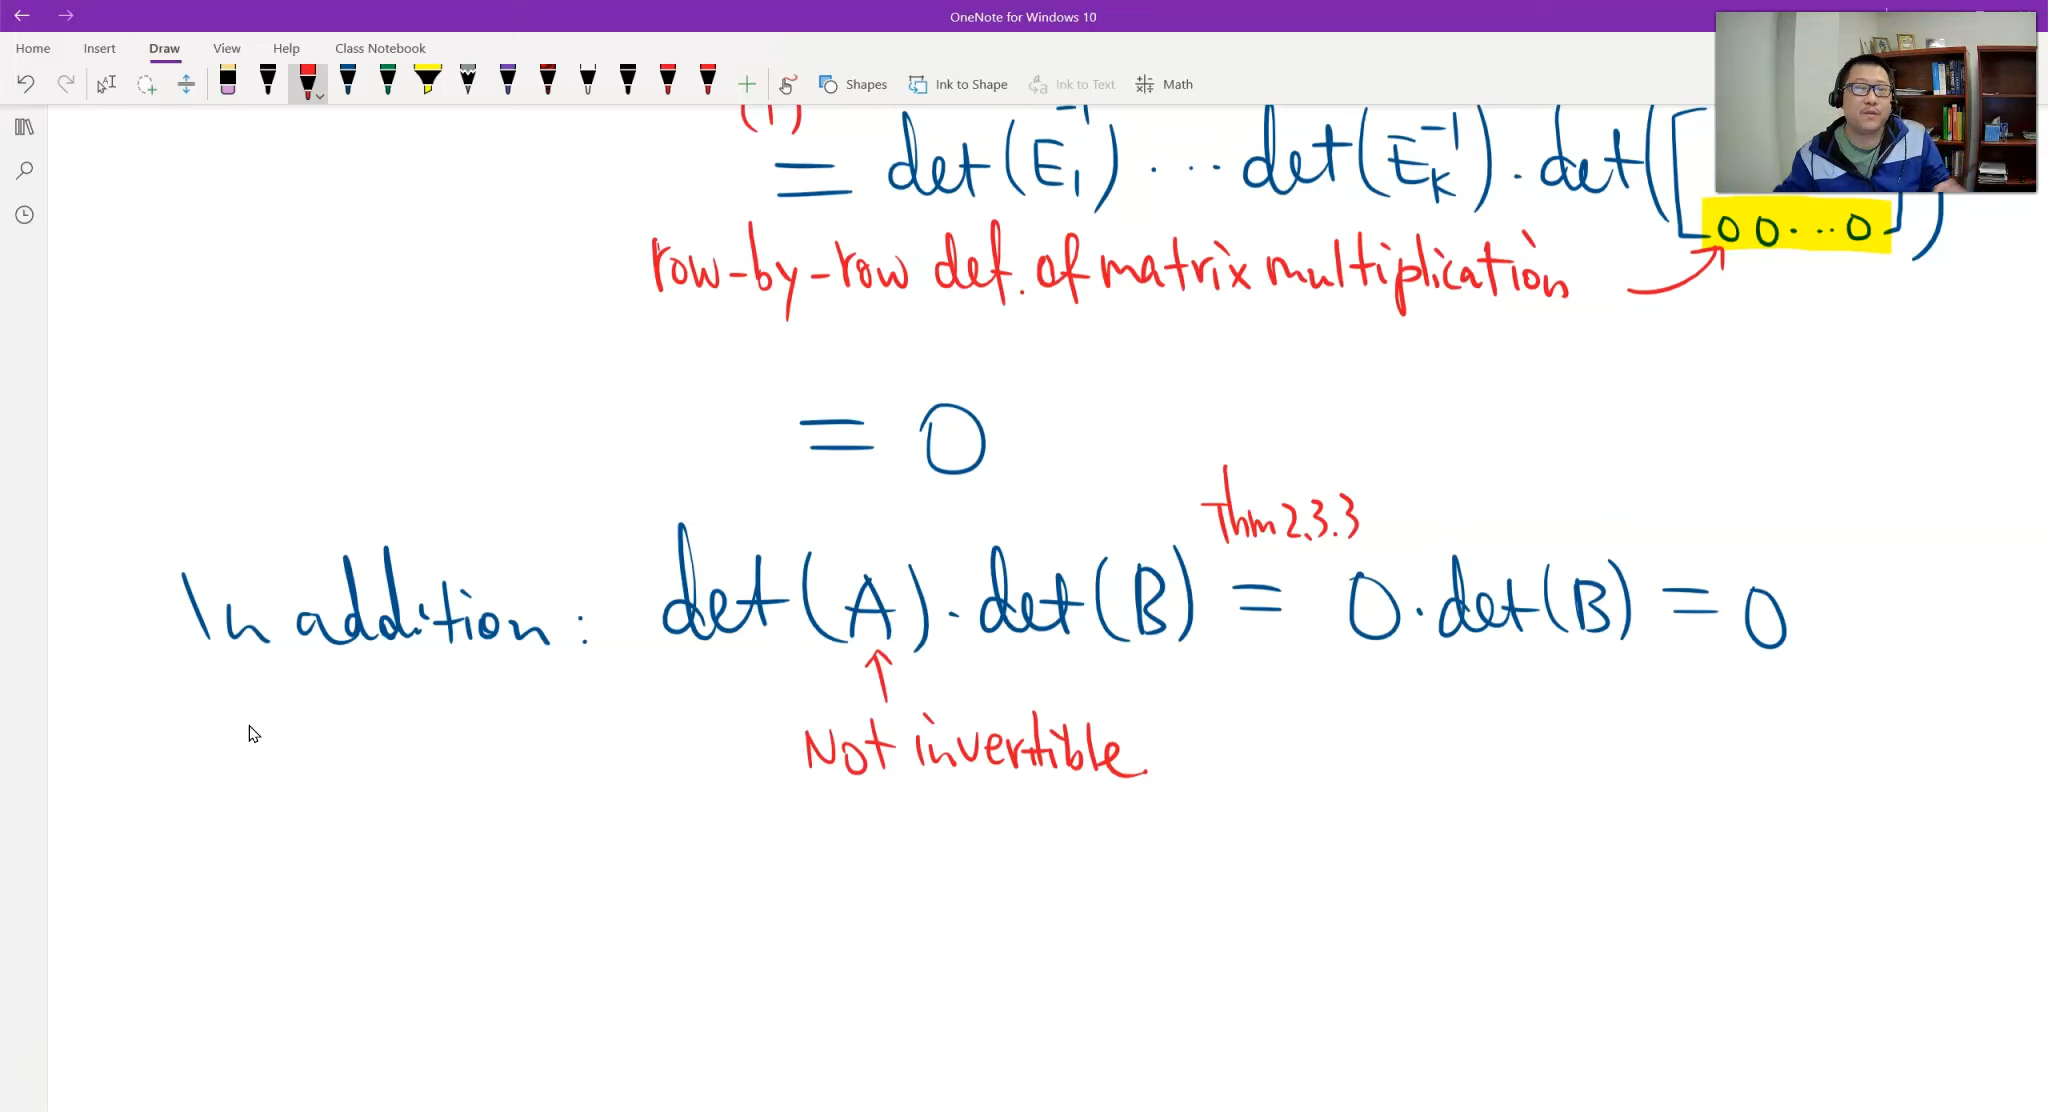 OneNote for Windows 10
Home Insert Draw View Help Class Notebook
Shapes Ink to Shape Ink to Text Math
(1)
= det(E₁⁻¹) ... det(Eₖ⁻¹) . det([
0 0 ... 0 ])
row-by-row def. of matrix multiplication
= 0
Thm 2.3.3
In addition: det(A) . det(B) = 0 . det(B) = 0
↑
Not invertible.